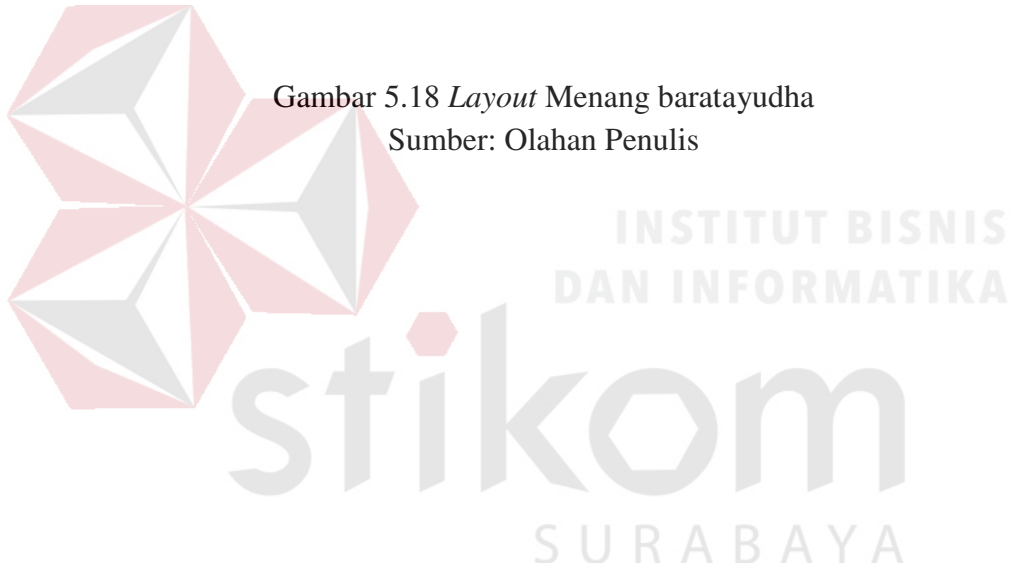 Gambar 5.18 Layout Menang baratayudha
Sumber: Olahan Penulis
INSTITUT BISNIS
DAN INFORMATIKA
stikom
SURABAYA